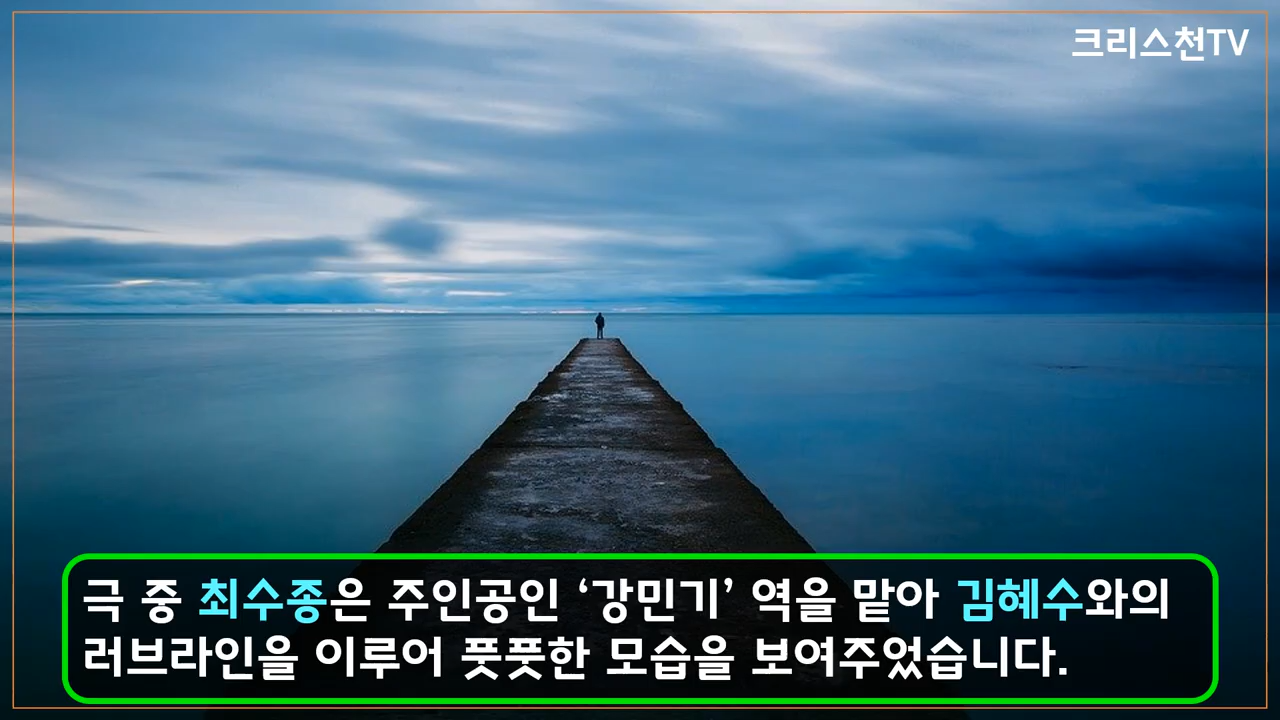 크리스천TV
극 중 최수종은 주인공인 ‘강민기’ 역을 맡아 김혜수와의
러브라인을 이루어 풋풋한 모습을 보여주었습니다.